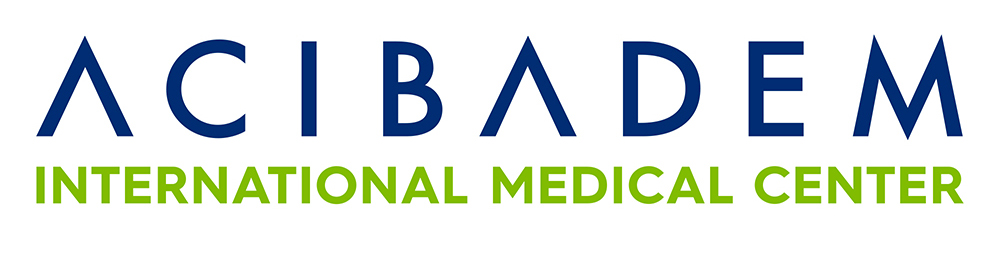 ACIBADEM
INTERNATIONAL MEDICAL CENTER